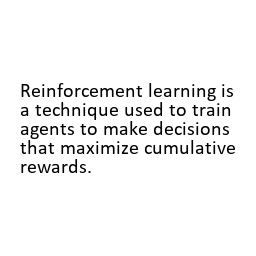 Reinforcement learning is
a technique used to train
agents to make decisions
that maximize cumulative
rewards.